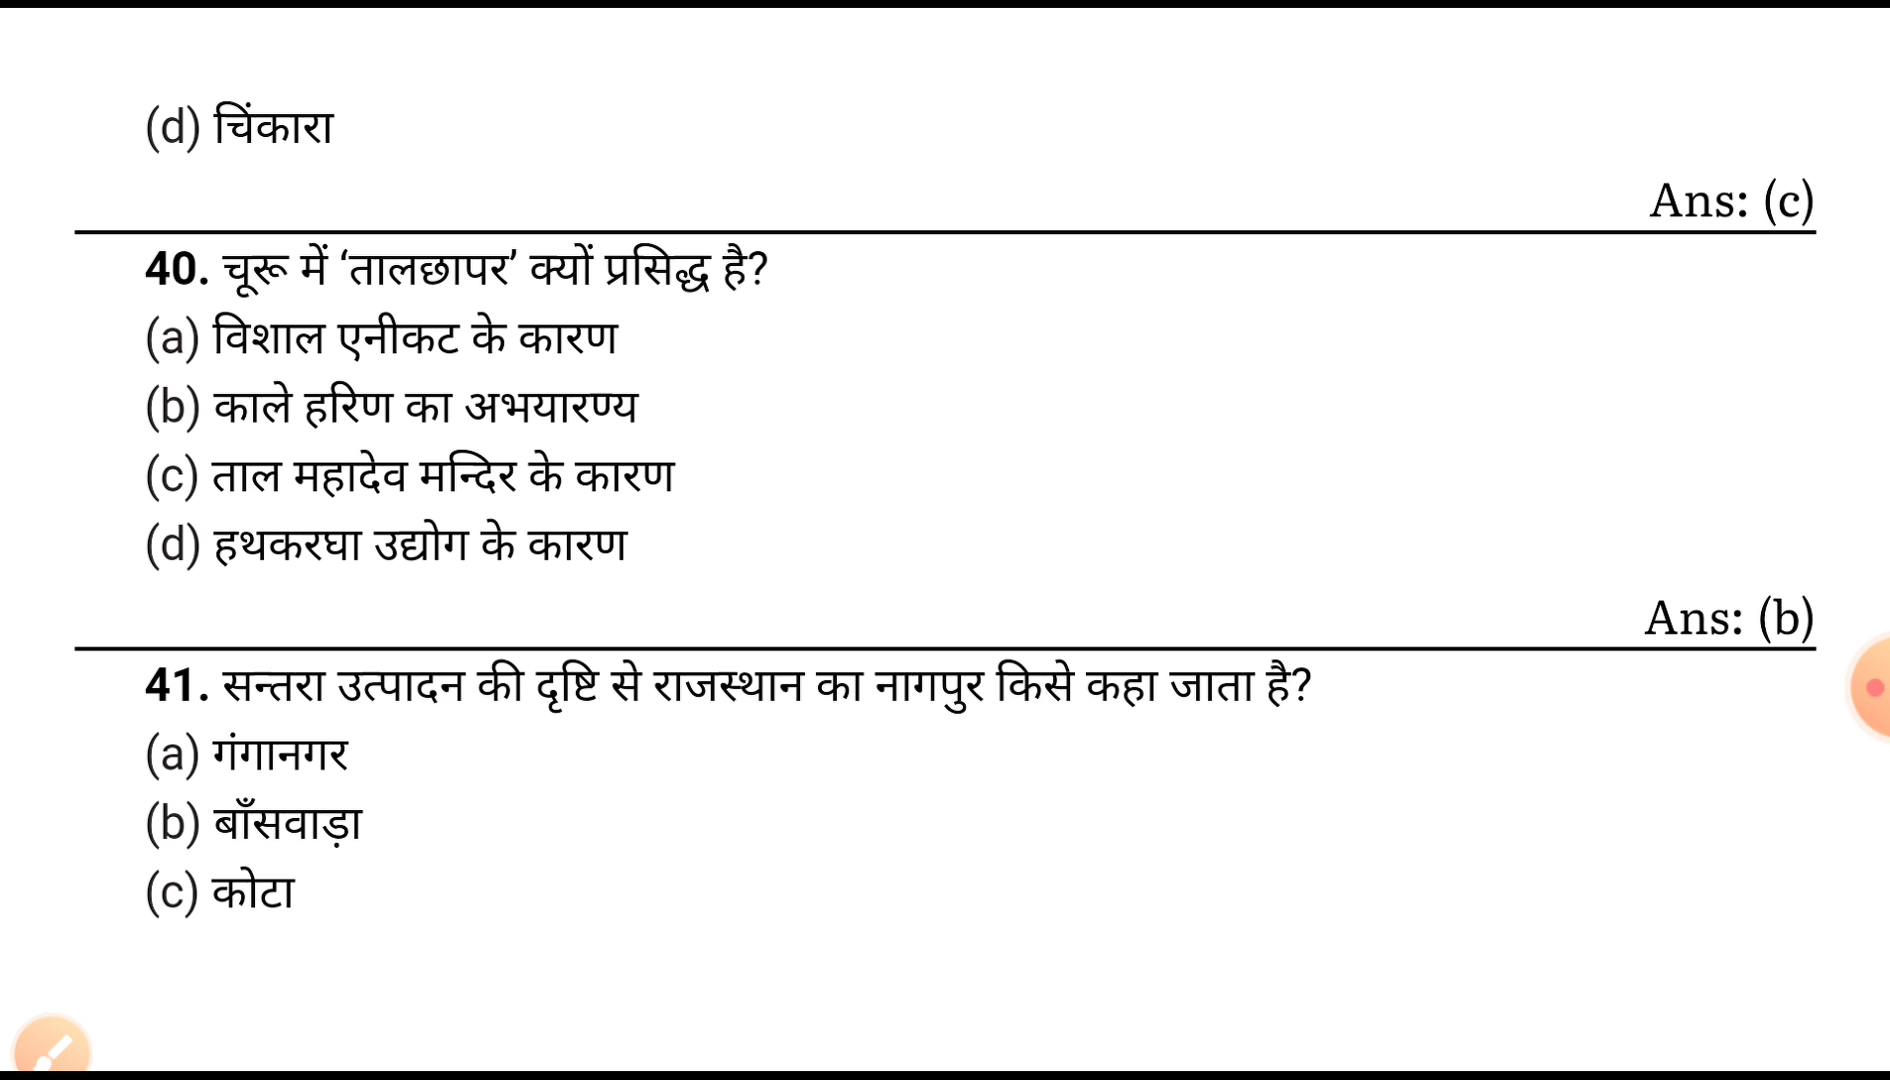 (d) चिंकारा
Ans: (c)
40. चूरू में ‘तालछापर’ क्यों प्रसिद्ध है?
(a) विशाल एनीकट के कारण
(b) काले हरिण का अभयारण्य
(c) ताल महादेव मन्दिर के कारण
(d) हथकरघा उद्योग के कारण
Ans: (b)
41. सन्तरा उत्पादन की दृष्टि से राजस्थान का नागपुर किसे कहा जाता है?
(a) गंगानगर
(b) बाँसवाड़ा
(c) कोटा